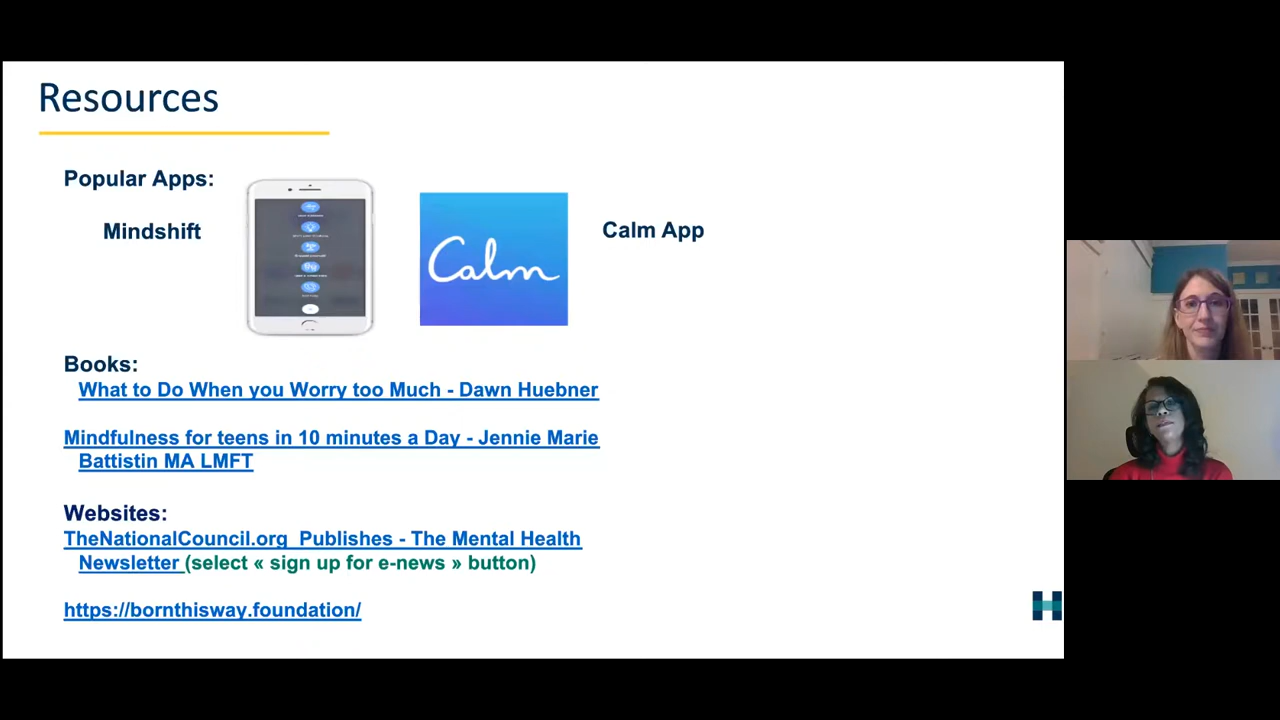 Resources
Popular Apps:
Mindshift
Calm
Calm App
Books:
What to Do When you Worry too Much - Dawn Huebner
Mindfulness for teens in 10 minutes a Day - Jennie Marie
Battistin MA LMFT
Websites:
TheNationalCouncil.org  Publishes - The Mental Health
Newsletter (select « sign up for e-news » button)
https://bornthisway.foundation/
H